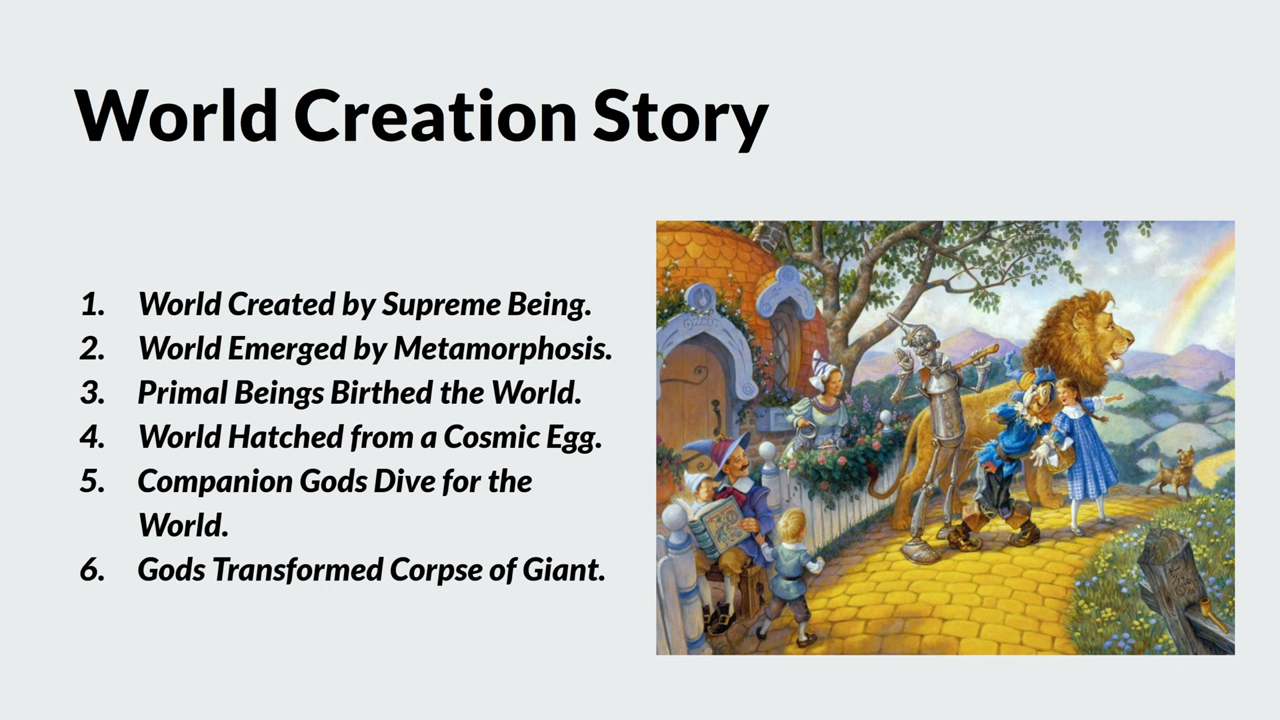 World Creation Story
1. World Created by Supreme Being.
2. World Emerged by Metamorphosis.
3. Primal Beings Birthed the World.
4. World Hatched from a Cosmic Egg.
5. Companion Gods Dive for the
World.
6. Gods Transformed Corpse of Giant.